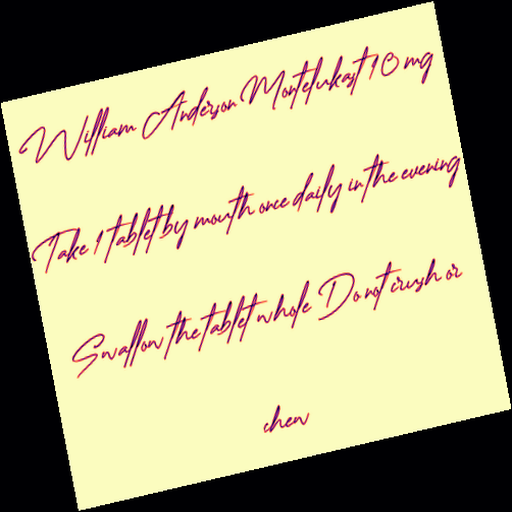 William Anderson Montelukast 10 mg
Take 1 tablet by mouth once daily in the evening
Swallow the tablet whole Do not crush or
chew